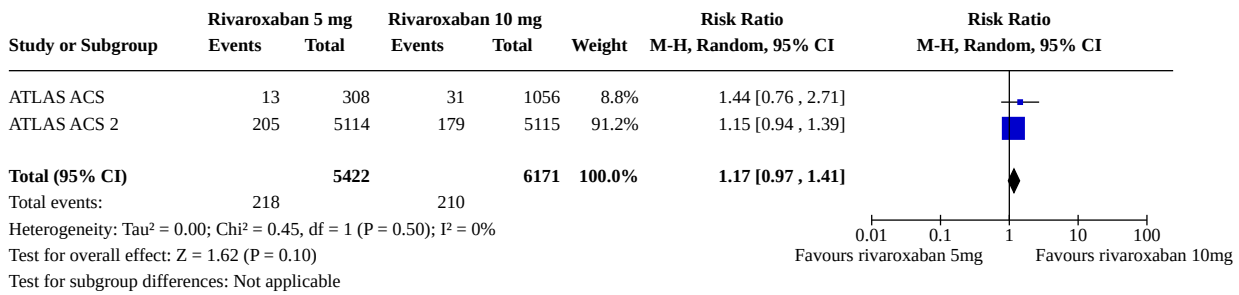 Rivaroxaban 5 mg Rivaroxaban 10 mg Risk Ratio Risk Ratio
Study or Subgroup Events Total Events Total Weight M-H, Random, 95% CI M-H, Random, 95% CI
ATLAS ACS 13 308 31 1056 8.8% 1.44 [0.76 , 2.71]
ATLAS ACS 2 205 5114 179 5115 91.2% 1.15 [0.94 , 1.39]
Total (95% CI) 5422 6171 100.0% 1.17 [0.97 , 1.41]
Total events: 218 210
Heterogeneity: Tau² = 0.00; Chi² = 0.45, df = 1 (P = 0.50); I² = 0%
0.01 0.1 1 10 100
Test for overall effect: Z = 1.62 (P = 0.10) Favours rivaroxaban 5mg Favours rivaroxaban 10mg
Test for subgroup differences: Not applicable